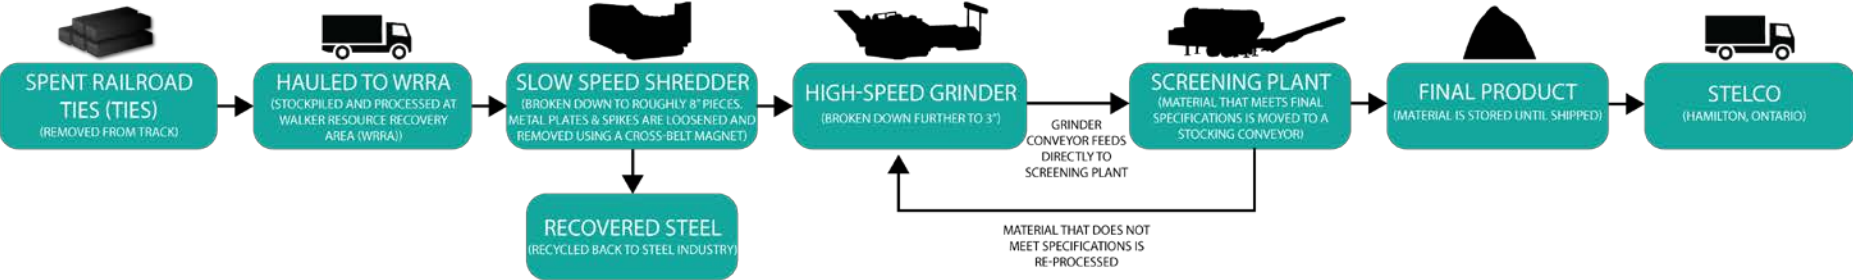 SPENT RAILROAD
TIES (TIES)
(REMOVED FROM TRACK)
HAULED TO WRRA
(STOCKPILED AND PROCESSED AT
WALKER RESOURCE RECOVERY
AREA (WRRA))
SLOW SPEED SHREDDER
(BROKEN DOWN TO ROUGHLY 8" PIECES.
METAL PLATES & SPIKES ARE LOOSENED AND
REMOVED USING A CROSS-BELT MAGNET)
RECOVERED STEEL
(RECYCLED BACK TO STEEL INDUSTRY)
HIGH-SPEED GRINDER
(BROKEN DOWN FURTHER TO 3")
GRINDER
CONVEYOR FEEDS
DIRECTLY TO
SCREENING PLANT
SCREENING PLANT
(MATERIAL THAT MEETS FINAL
SPECIFICATIONS IS MOVED TO A
STOCKING CONVEYOR)
MATERIAL THAT DOES NOT
MEET SPECIFICATIONS IS
RE-PROCESSED
FINAL PRODUCT
(MATERIAL IS STORED UNTIL SHIPPED)
STELCO
(HAMILTON, ONTARIO)